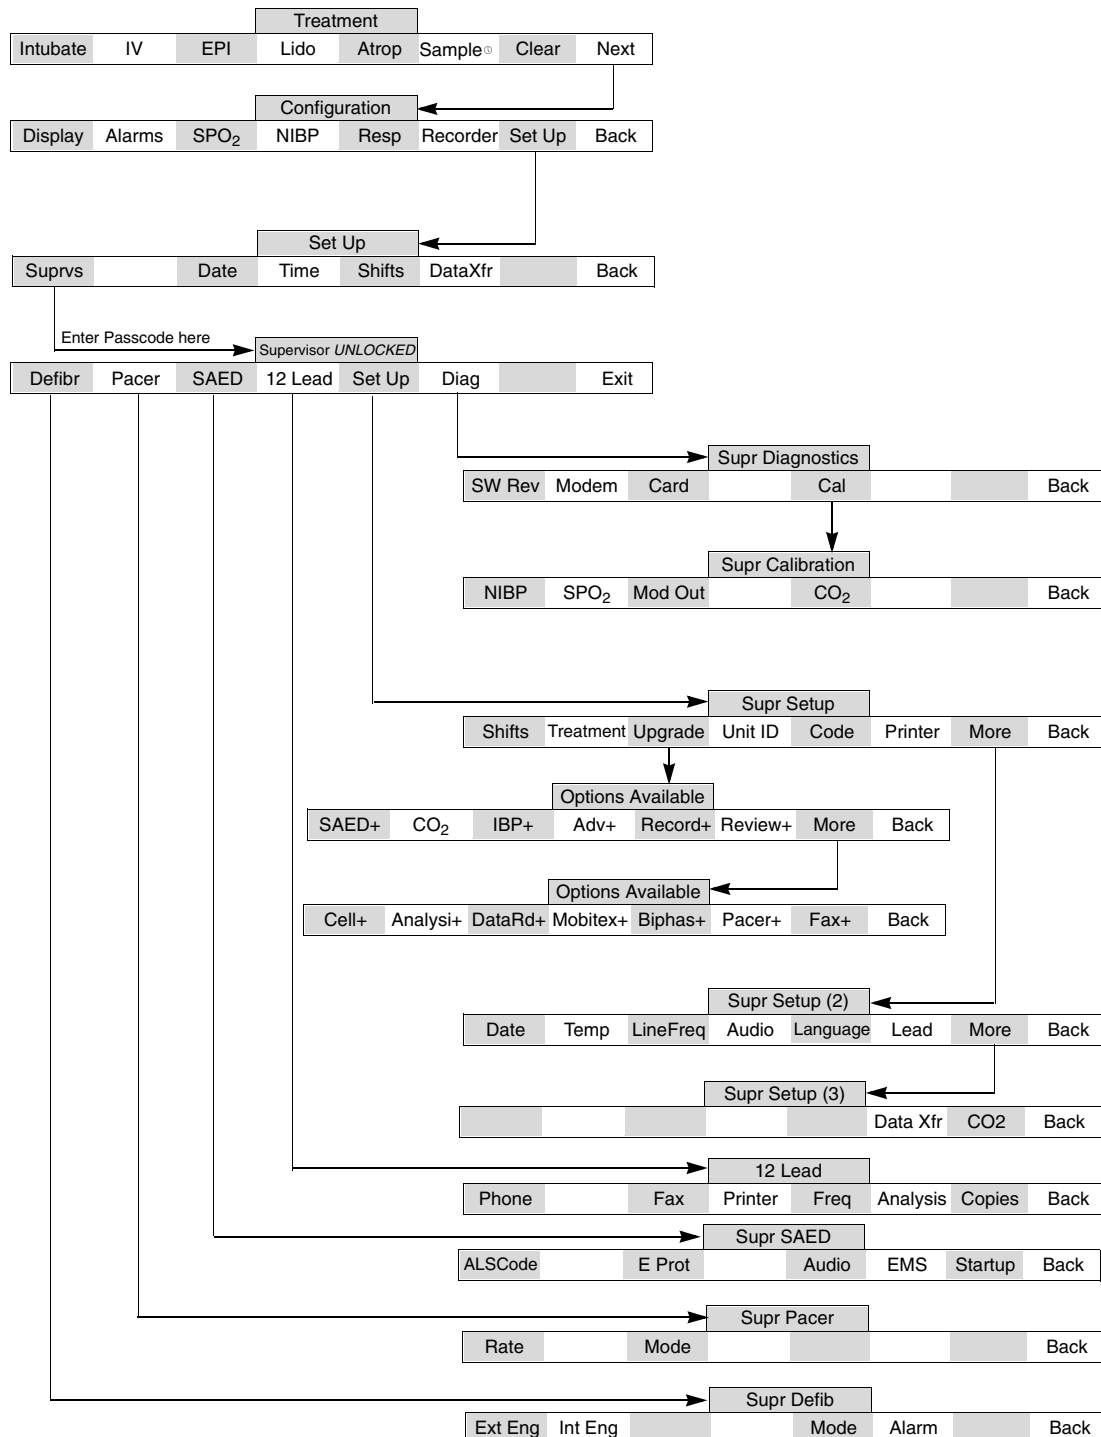 Treatment
Intubate IV EPI Lido Atrop Sample① Clear Next
Configuration
Display Alarms SPO2 NIBP Resp Recorder Set Up Back
Set Up
Suprvs Date Time Shifts DataXfr Back
Enter Passcode here
Supervisor UNLOCKED
Defibr Pacer SAED 12 Lead Set Up Diag Exit
Supr Diagnostics
SW Rev Modem Card Cal Back
Supr Calibration
NIBP SPO2 Mod Out CO2 Back
Supr Setup
Shifts Treatment Upgrade Unit ID Code Printer More Back
Options Available
SAED+ CO2 IBP+ Adv+ Record+ Review+ More Back
Options Available
Cell+ Analysi+ DataRd+ Mobitex+ Biphas+ Pacer+ Fax+ Back
Supr Setup (2)
Date Temp LineFreq Audio Language Lead More Back
Supr Setup (3)
Data Xfr CO2 Back
12 Lead
Phone Fax Printer Freq Analysis Copies Back
Supr SAED
ALSCode E Prot Audio EMS Startup Back
Supr Pacer
Rate Mode Back
Supr Defib
Ext Eng Int Eng Mode Alarm Back